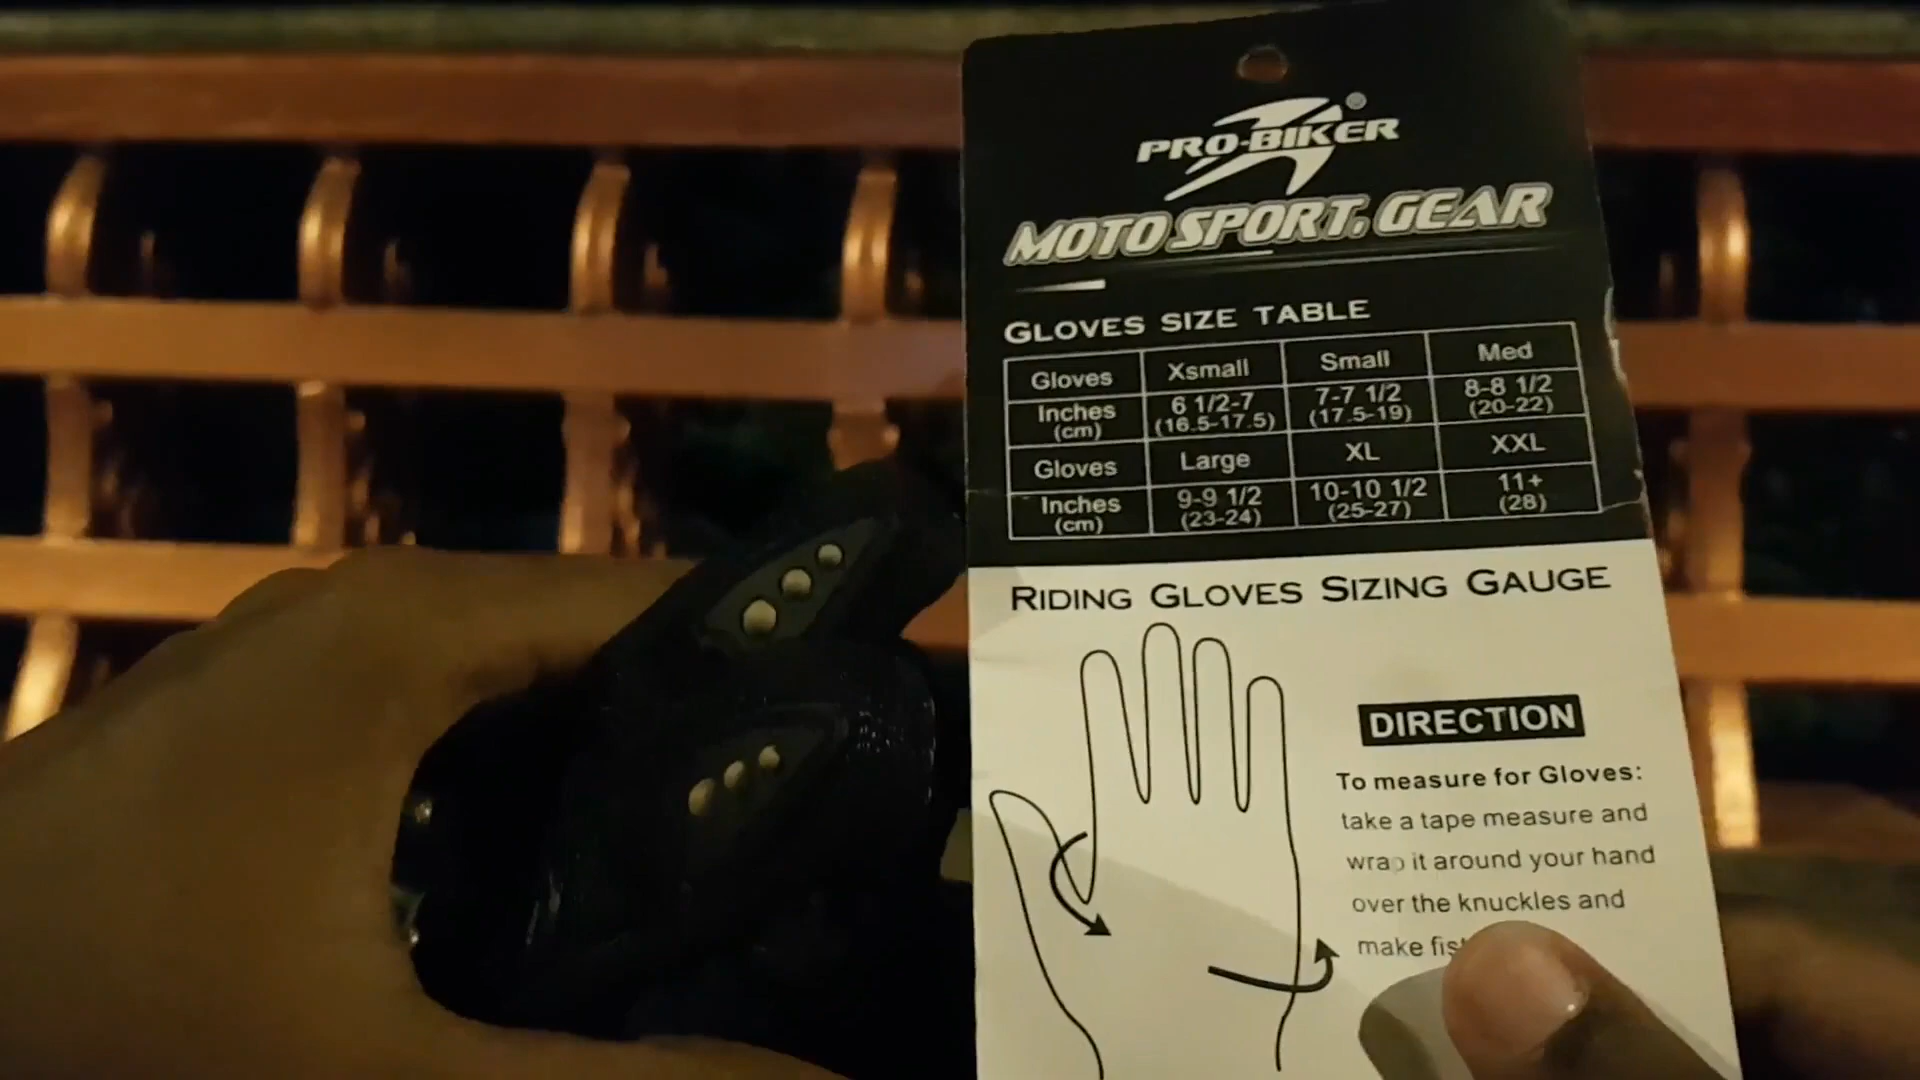 PRO-BIKER®
MOTO SPORT. GEAR
GLOVES SIZE TABLE
Gloves Xsmall Small Med
Inches (cm) 6 1/2-7 (16.5-17.5) 7-7 1/2 (17.5-19) 8-8 1/2 (20-22)
Gloves Large XL XXL
Inches (cm) 9-9 1/2 (23-24) 10-10 1/2 (25-27) 11+ (28)
RIDING GLOVES SIZING GAUGE
DIRECTION
To measure for Gloves:
take a tape measure and
wrap it around your hand
over the knuckles and
make fist